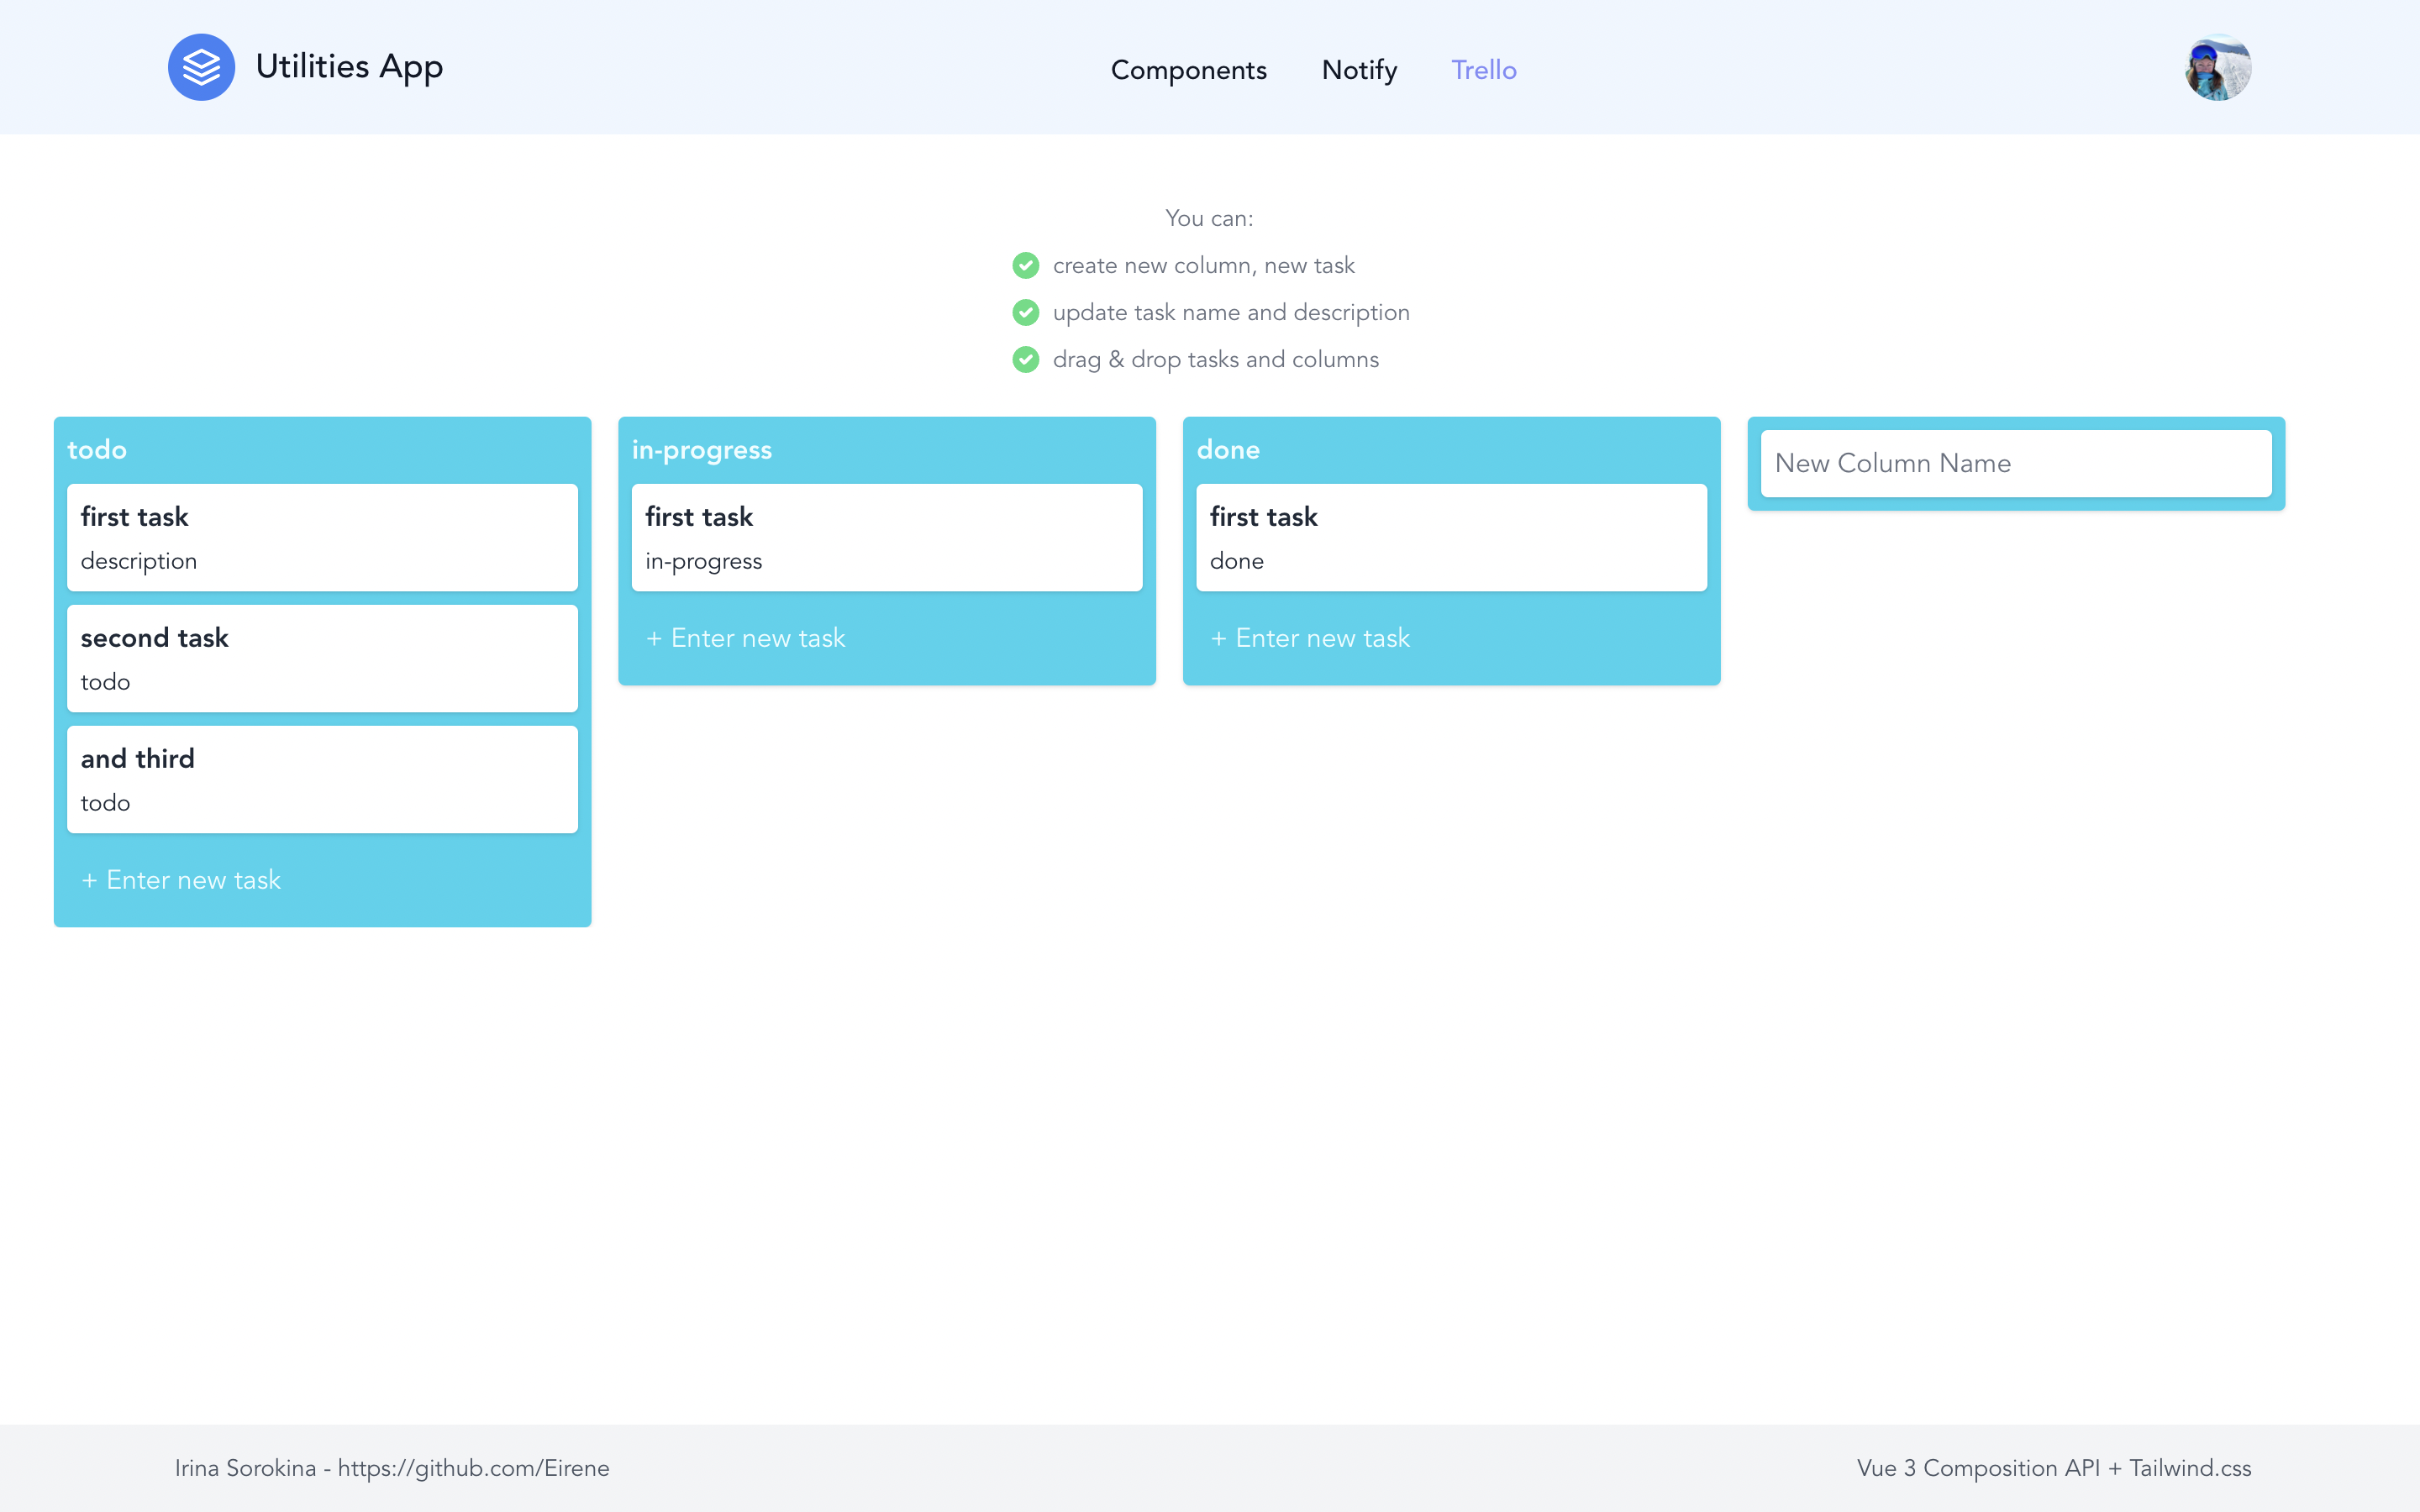 Utilities App
Components
Notify
Trello
You can:
create new column, new task
update task name and description
drag & drop tasks and columns
todo
first task
description
second task
todo
and third
todo
+ Enter new task
in-progress
first task
in-progress
+ Enter new task
done
first task
done
+ Enter new task
New Column Name
Irina Sorokina - https://github.com/Eirene
Vue 3 Composition API + Tailwind.css